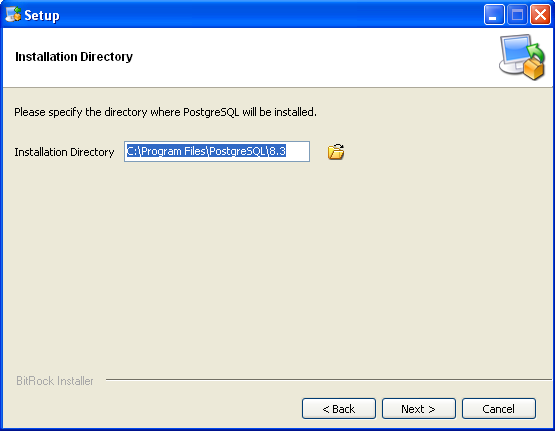 Setup
Installation Directory
Please specify the directory where PostgreSQL will be installed.
Installation Directory C:\Program Files\PostgreSQL\8.3
BitRock Installer
< Back Next > Cancel